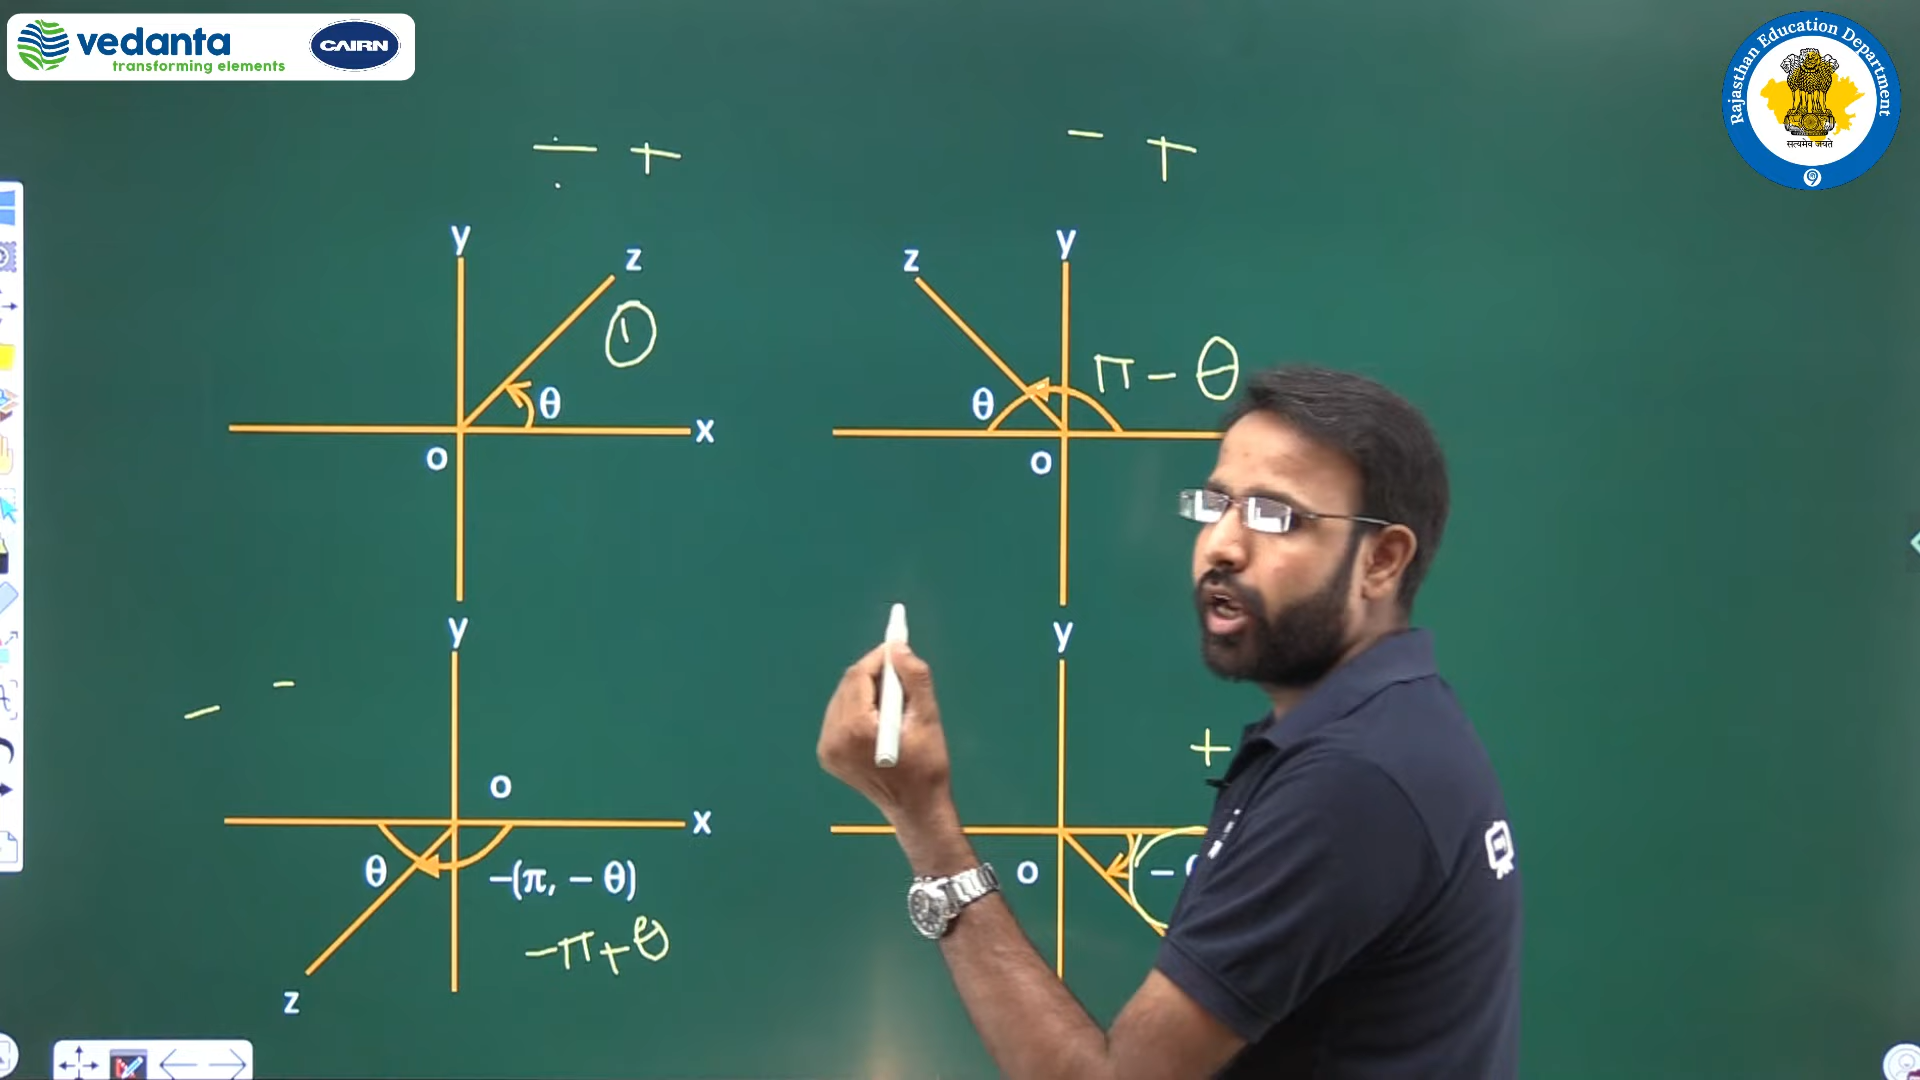 vedanta
transforming elements
CAIRN
Rajasthan Education Department
सत्यमेव जयते
− +
− +
y
z
①
θ
x
o
y
z
π − θ
θ
o
− −
y
o
x
θ
−(π, − θ)
−π+θ
z
y
+
o
−